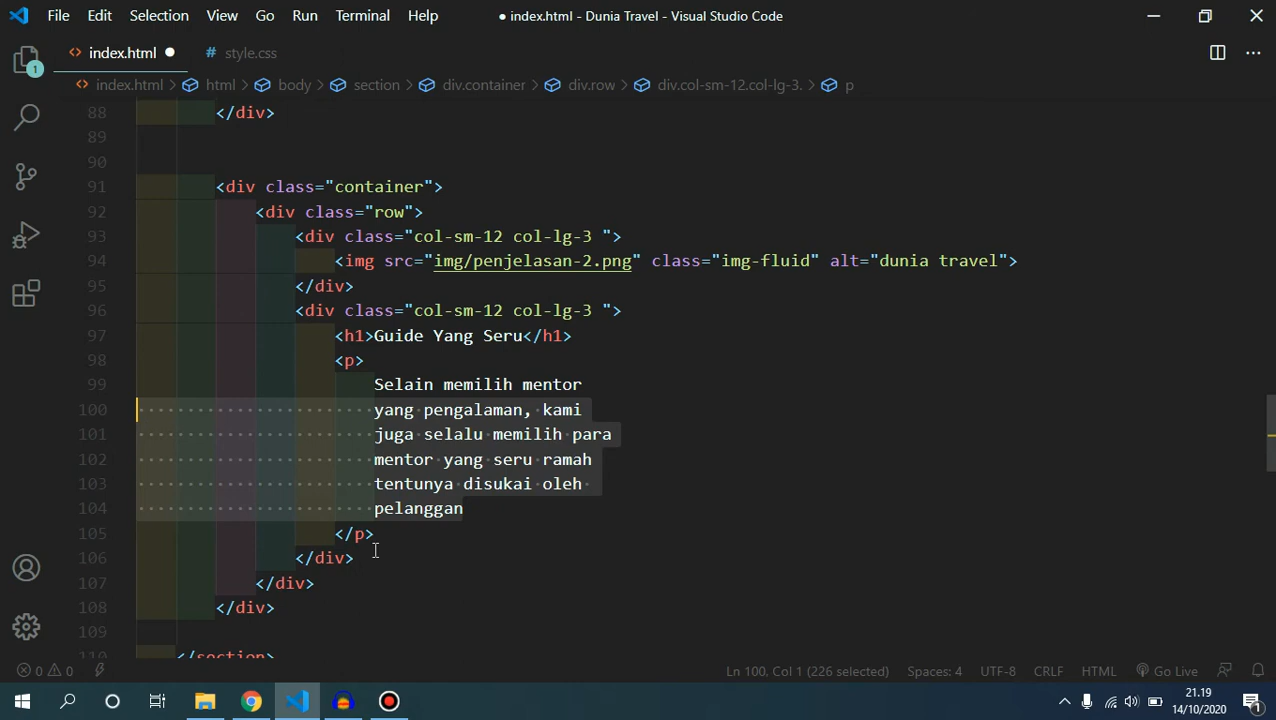 File Edit Selection View Go Run Terminal Help ● index.html - Dunia Travel - Visual Studio Code
<> index.html ● # style.css
<> index.html > html > body > section > div.container > div.row > div.col-sm-12.col-lg-3. > p
88 </div>
89
90
91 <div class="container">
92 <div class="row">
93 <div class="col-sm-12 col-lg-3 ">
94 <img src="img/penjelasan-2.png" class="img-fluid" alt="dunia travel">
95 </div>
96 <div class="col-sm-12 col-lg-3 ">
97 <h1>Guide Yang Seru</h1>
98 <p>
99 Selain memilih mentor
100 yang pengalaman, kami
101 juga selalu memilih para
102 mentor yang seru ramah
103 tentunya disukai oleh
104 pelanggan
105 </p>
106 </div>
107 </div>
108 </div>
109
110 </section>
1
0 0 Ln 100, Col 1 (226 selected) Spaces: 4 UTF-8 CRLF HTML Go Live
21.19
14/10/2020
1